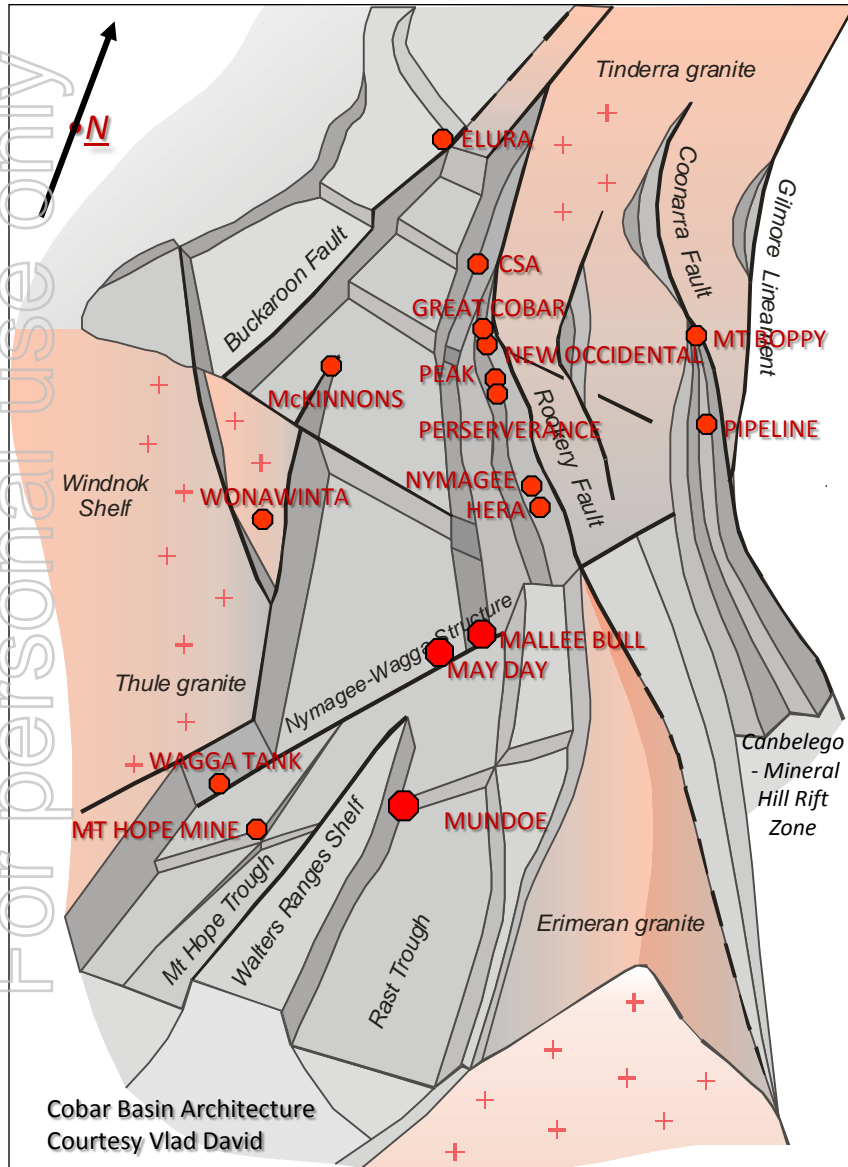 For personal use only
N
Tinderra granite
ELURA
Coonarra Fault
Gilmore Lineament
CSA
Buckaroon Fault
GREAT COBAR
NEW OCCIDENTAL
MT BOPPY
PEAK
McKINNONS
PERSERVERANCE
Rookery Fault
PIPELINE
Windnok
Shelf
WONAWINTA
NYMAGEE
HERA
Nymagee-Wagga Structure
MALLEE BULL
MAY DAY
Thule granite
WAGGA TANK
Canbelego
- Mineral
Hill Rift
Zone
MT HOPE MINE
MUNDOE
Mt Hope Trough
Walters Ranges Shelf
Rast Trough
Erimeran granite
Cobar Basin Architecture
Courtesy Vlad David